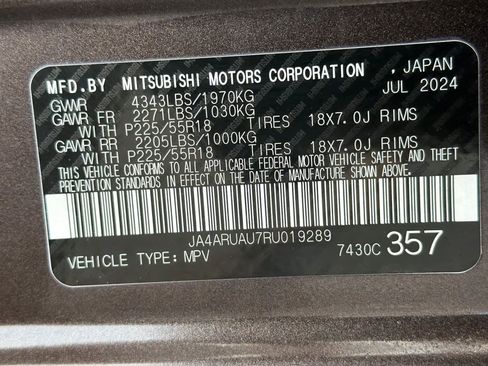 MFD.BY MITSUBISHI MOTORS CORPORATION , JAPAN
GVWR 4343LBS/1970KG JUL 2024
GAWR FR 2271LBS/1030KG
WITH P225/55R18 TIRES 18X7.0J RIMS
GAWR RR 2205LBS/1000KG
WITH P225/55R18 TIRES 18X7.0J RIMS
THIS VEHICLE CONFORMS TO ALL APPLICABLE FEDERAL MOTOR VEHICLE SAFETY AND THEFT
PREVENTION STANDARDS IN EFFECT ON THE DATE OF MANUFACTURE SHOWN ABOVE.
JA4ARUAU7RU019289
VEHICLE TYPE: MPV 7430C 357